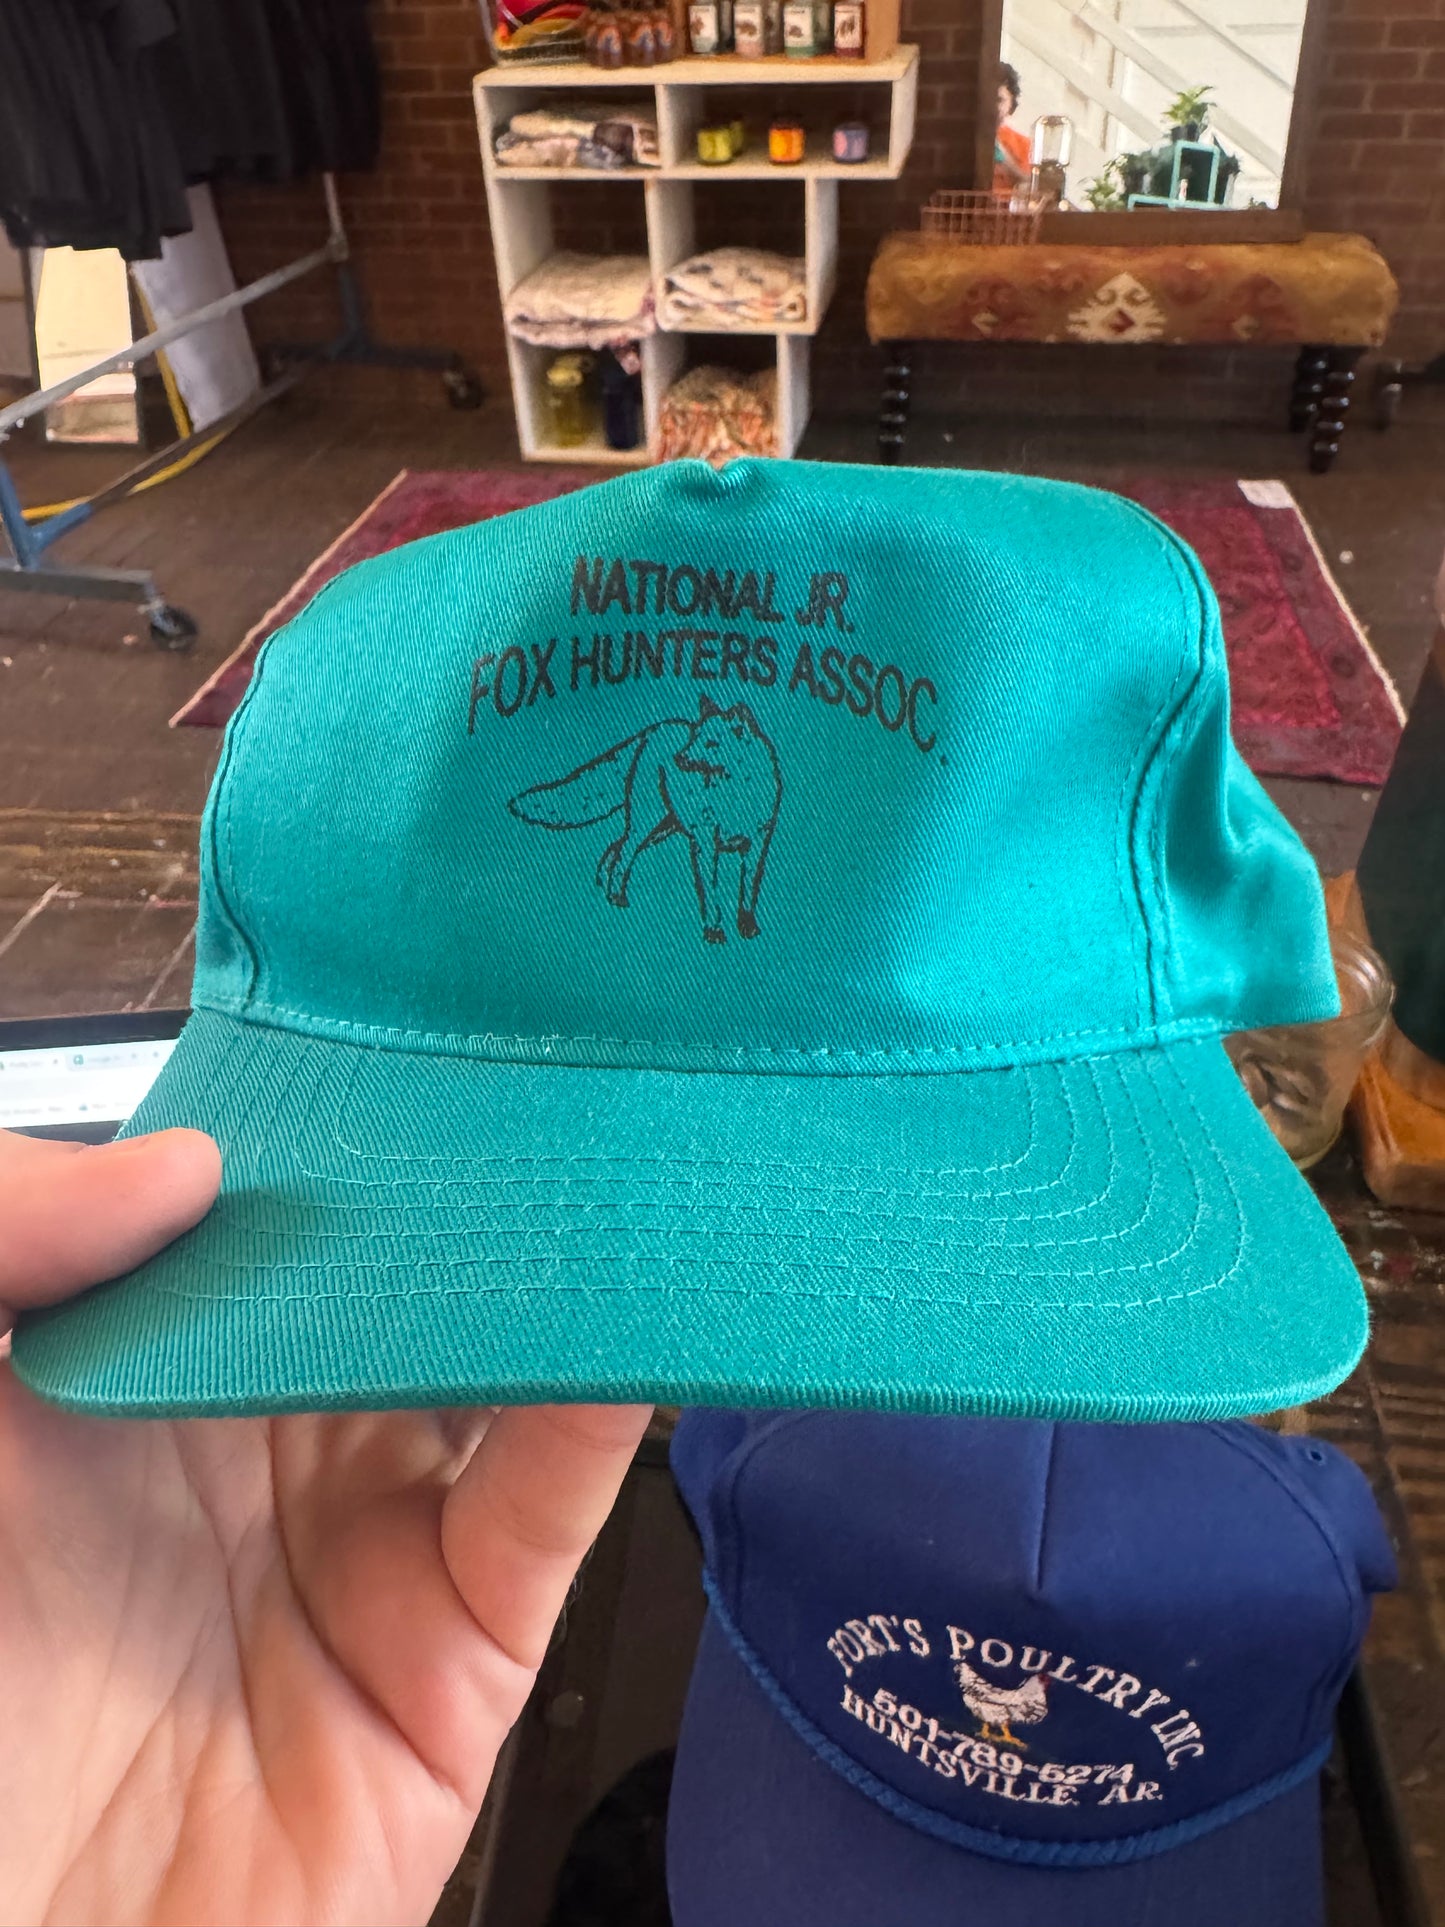 NATIONAL JR.
FOX HUNTERS ASSOC.
FORT'S POULTRY INC.
501-789-5274
HUNTSVILLE, AR.